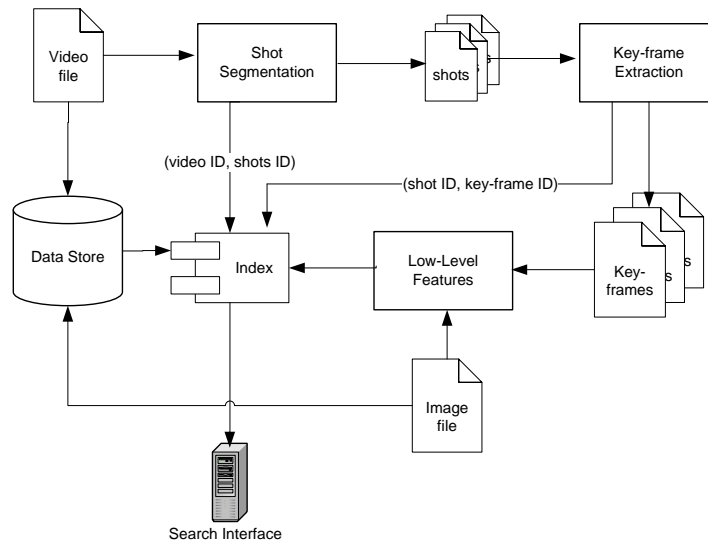 Video
file
Shot
Segmentation
shots
s
Key-frame
Extraction
(video ID, shots ID)
(shot ID, key-frame ID)
Data Store
Index
Low-Level
Features
Key-
frames
s
s
Image
file
Search Interface